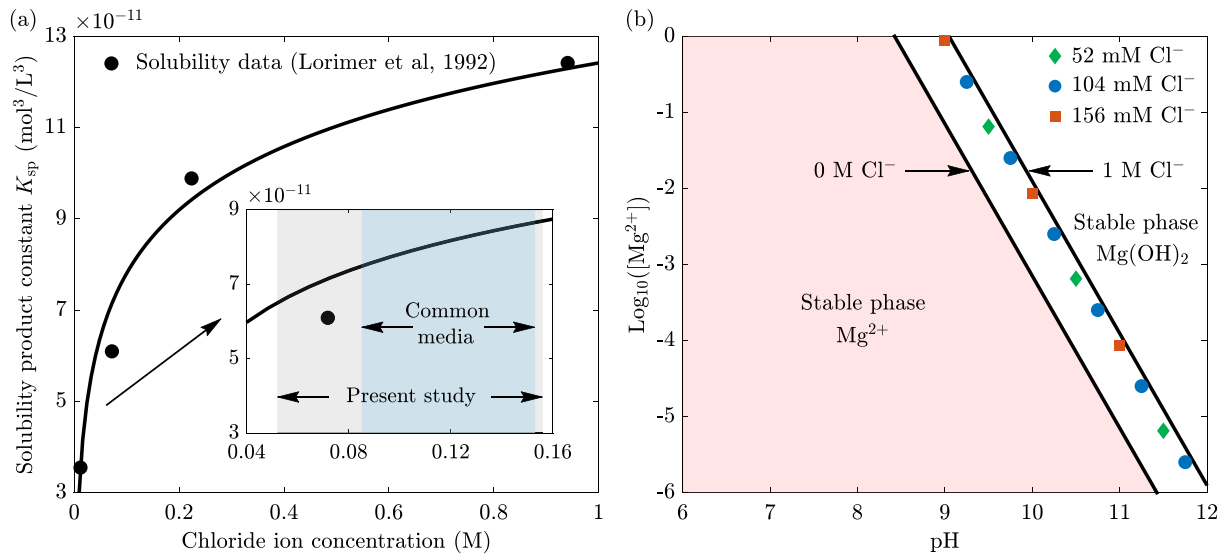 (a)
×10⁻¹¹
13
11
9
7
5
3
Solubility product constant Kₛₚ (mol³/L³)
Solubility data (Lorimer et al, 1992)
×10⁻¹¹
9
7
5
3
Common
media
Present study
0.04
0.08
0.12
0.16
0
0.2
0.4
0.6
0.8
1
Chloride ion concentration (M)
(b)
0
-1
-2
-3
-4
-5
-6
Log₁₀([Mg²⁺])
52 mM Cl⁻
104 mM Cl⁻
156 mM Cl⁻
0 M Cl⁻
1 M Cl⁻
Stable phase
Mg(OH)₂
Stable phase
Mg²⁺
6
7
8
9
10
11
12
pH